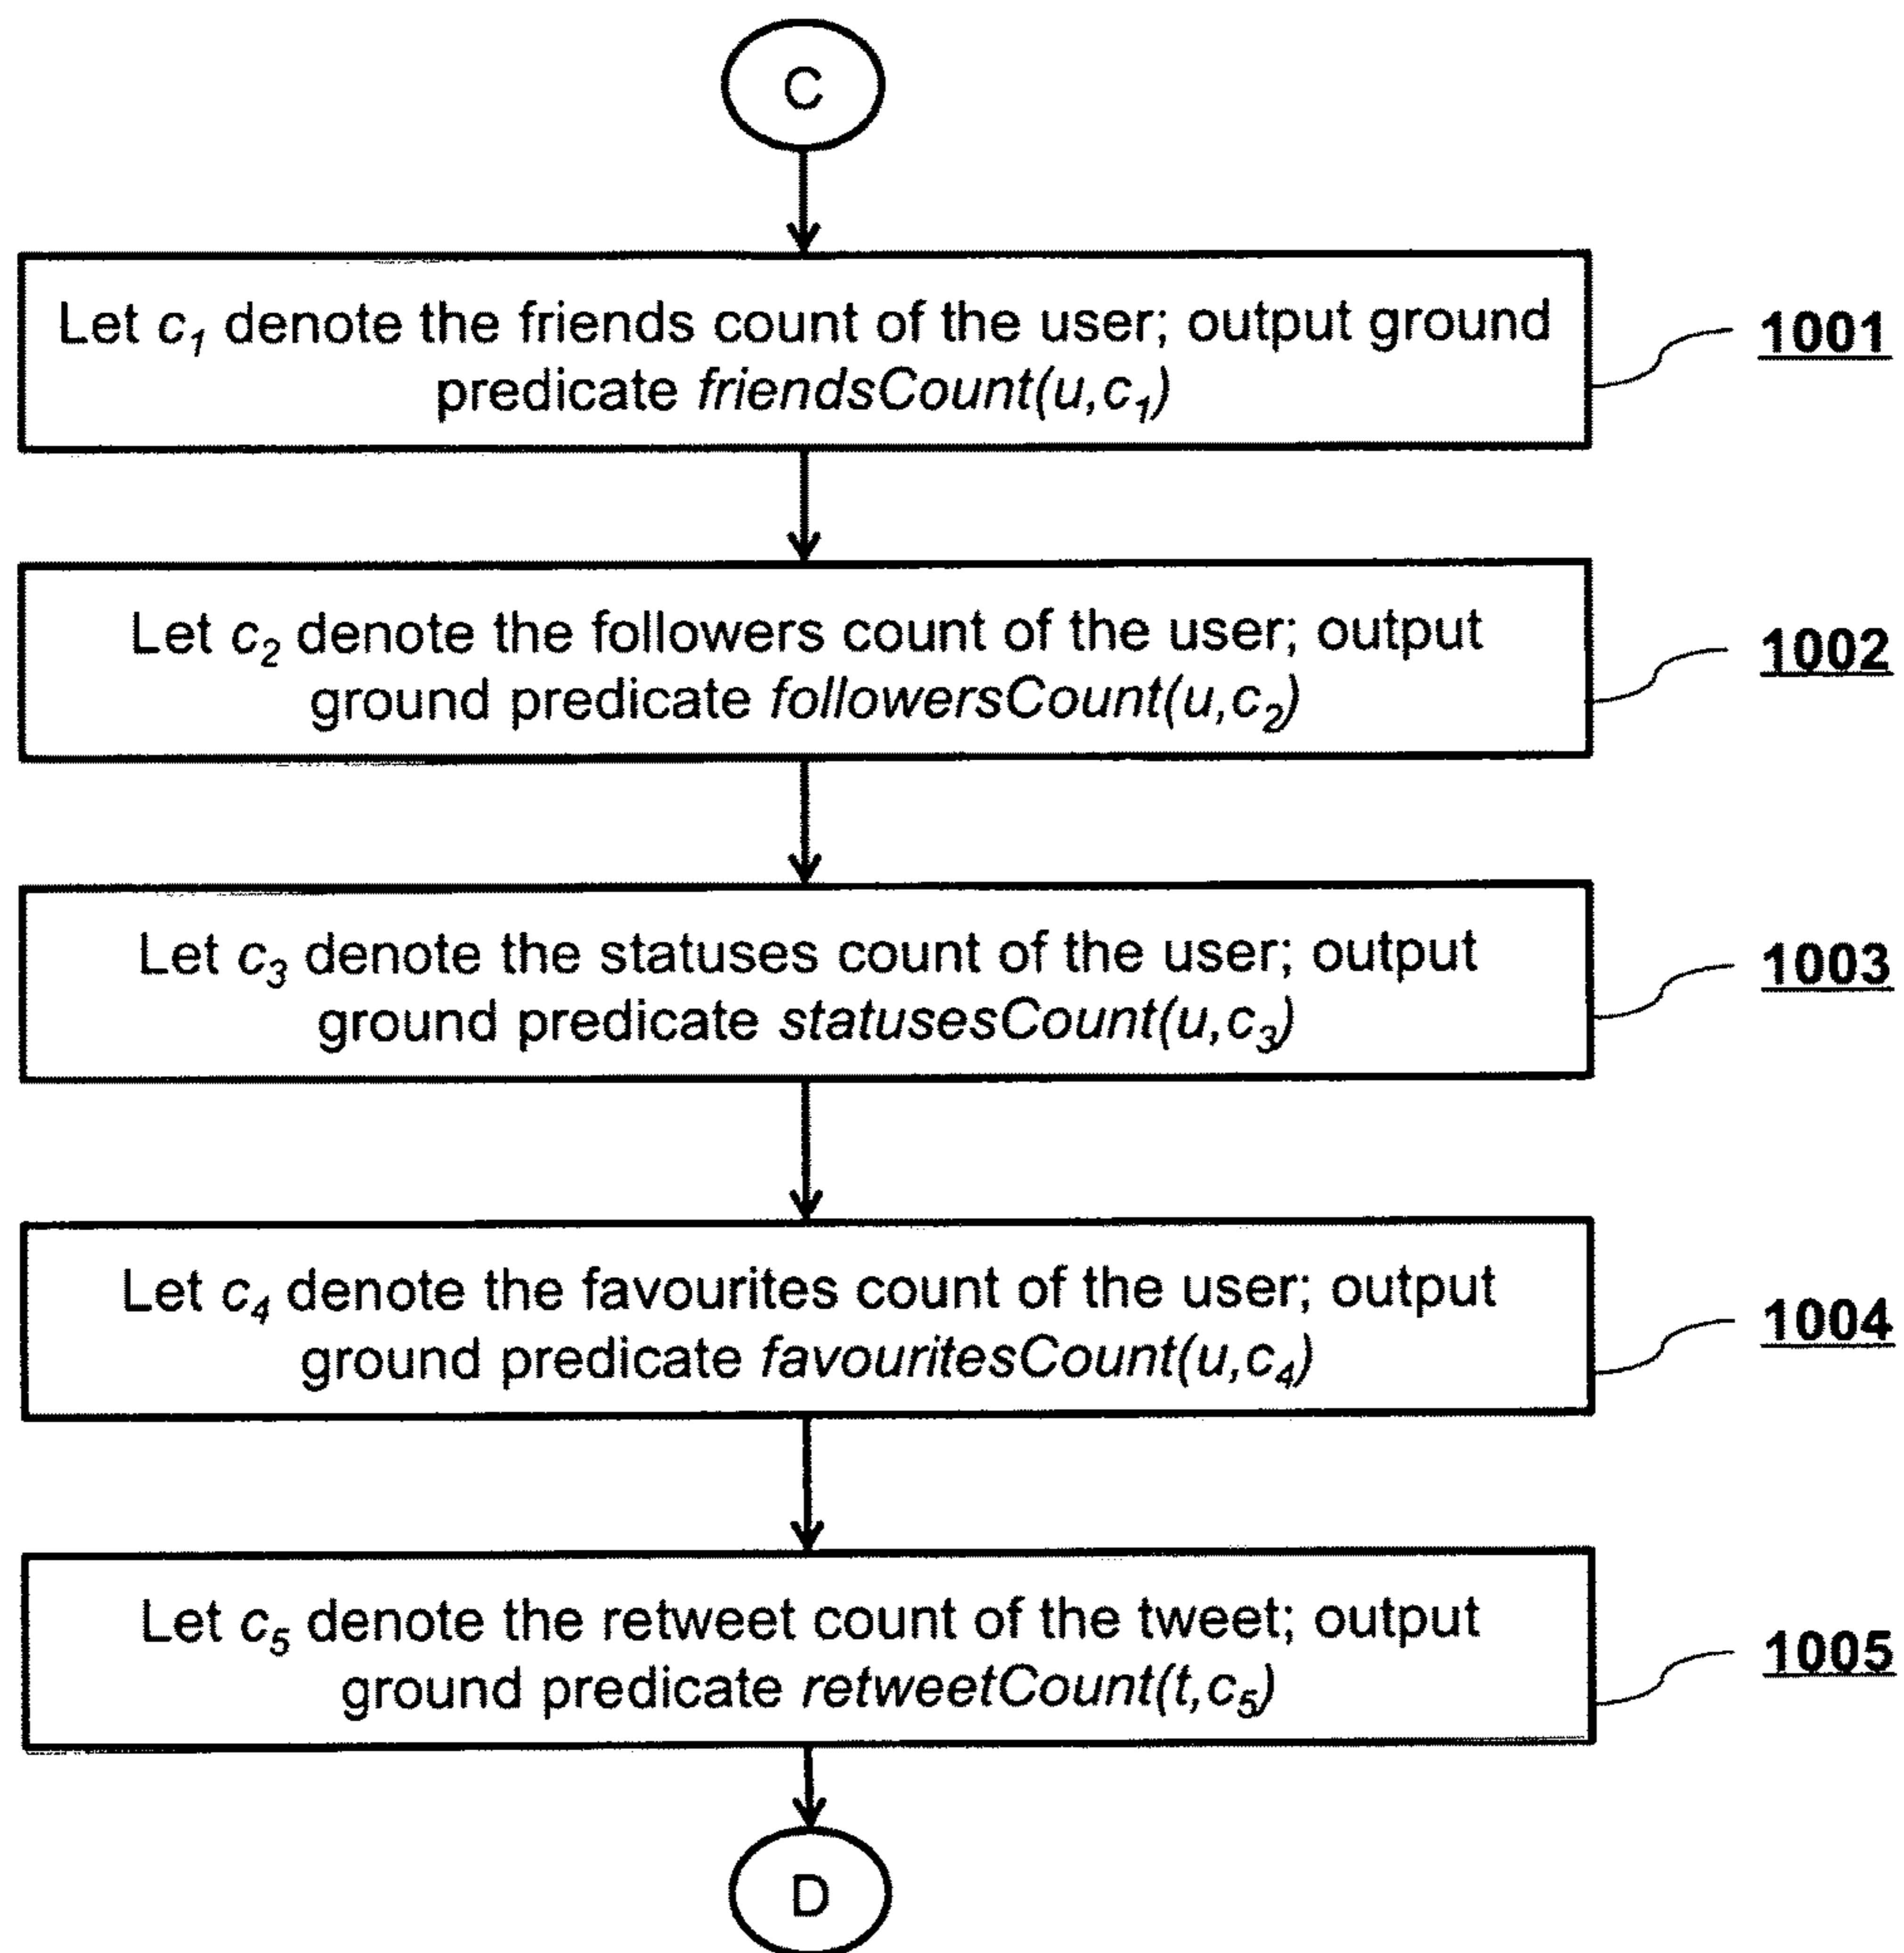 C
Let c₁ denote the friends count of the user; output ground
predicate friendsCount(u,c₁)
1001
Let c₂ denote the followers count of the user; output
ground predicate followersCount(u,c₂)
1002
Let c₃ denote the statuses count of the user; output
ground predicate statusesCount(u,c₃)
1003
Let c₄ denote the favourites count of the user; output
ground predicate favouritesCount(u,c₄)
1004
Let c₅ denote the retweet count of the tweet; output
ground predicate retweetCount(t,c₅)
1005
D